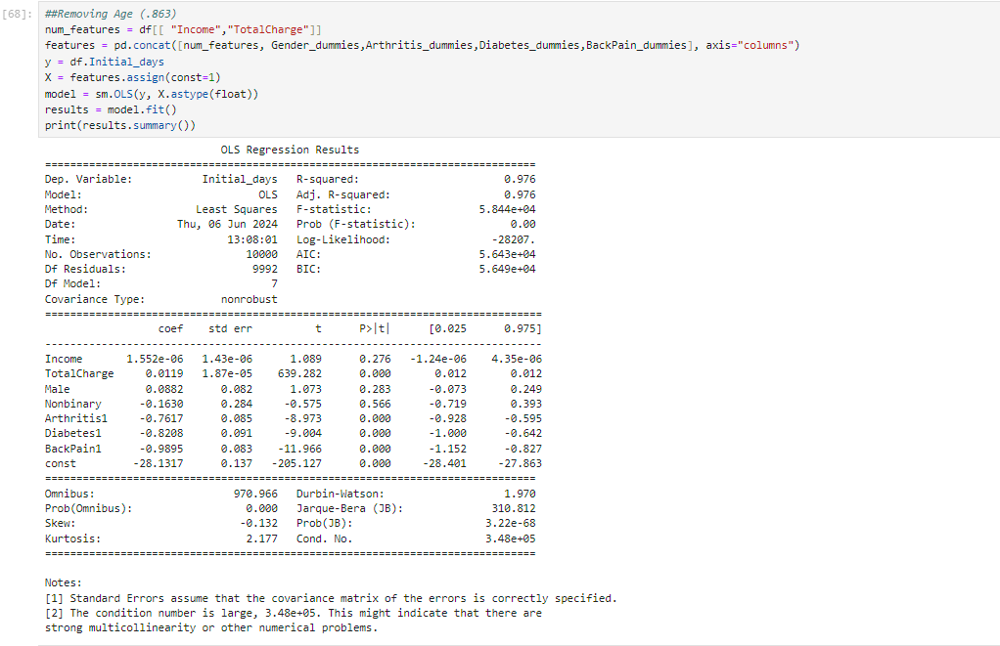 [68]: ##Removing Age (.863)
num_features = df[[ "Income","TotalCharge"]]
features = pd.concat([num_features, Gender_dummies,Arthritis_dummies,Diabetes_dummies,BackPain_dummies], axis="columns")
y = df.Initial_days
X = features.assign(const=1)
model = sm.OLS(y, X.astype(float))
results = model.fit()
print(results.summary())
OLS Regression Results
==============================================================================
Dep. Variable: Initial_days R-squared: 0.976
Model: OLS Adj. R-squared: 0.976
Method: Least Squares F-statistic: 5.844e+04
Date: Thu, 06 Jun 2024 Prob (F-statistic): 0.00
Time: 13:08:01 Log-Likelihood: -28207.
No. Observations: 10000 AIC: 5.643e+04
Df Residuals: 9992 BIC: 5.649e+04
Df Model: 7
Covariance Type: nonrobust
===============================================================================
coef std err t P>|t| [0.025 0.975]
-------------------------------------------------------------------------------
Income 1.552e-06 1.43e-06 1.089 0.276 -1.24e-06 4.35e-06
TotalCharge 0.0119 1.87e-05 639.282 0.000 0.012 0.012
Male 0.0882 0.082 1.073 0.283 -0.073 0.249
Nonbinary -0.1630 0.284 -0.575 0.566 -0.719 0.393
Arthritis1 -0.7617 0.085 -8.973 0.000 -0.928 -0.595
Diabetes1 -0.8208 0.091 -9.004 0.000 -1.000 -0.642
BackPain1 -0.9895 0.083 -11.966 0.000 -1.152 -0.827
const -28.1317 0.137 -205.127 0.000 -28.401 -27.863
==============================================================================
Omnibus: 970.966 Durbin-Watson: 1.970
Prob(Omnibus): 0.000 Jarque-Bera (JB): 310.812
Skew: -0.132 Prob(JB): 3.22e-68
Kurtosis: 2.177 Cond. No. 3.48e+05
==============================================================================
Notes:
[1] Standard Errors assume that the covariance matrix of the errors is correctly specified.
[2] The condition number is large, 3.48e+05. This might indicate that there are
strong multicollinearity or other numerical problems.